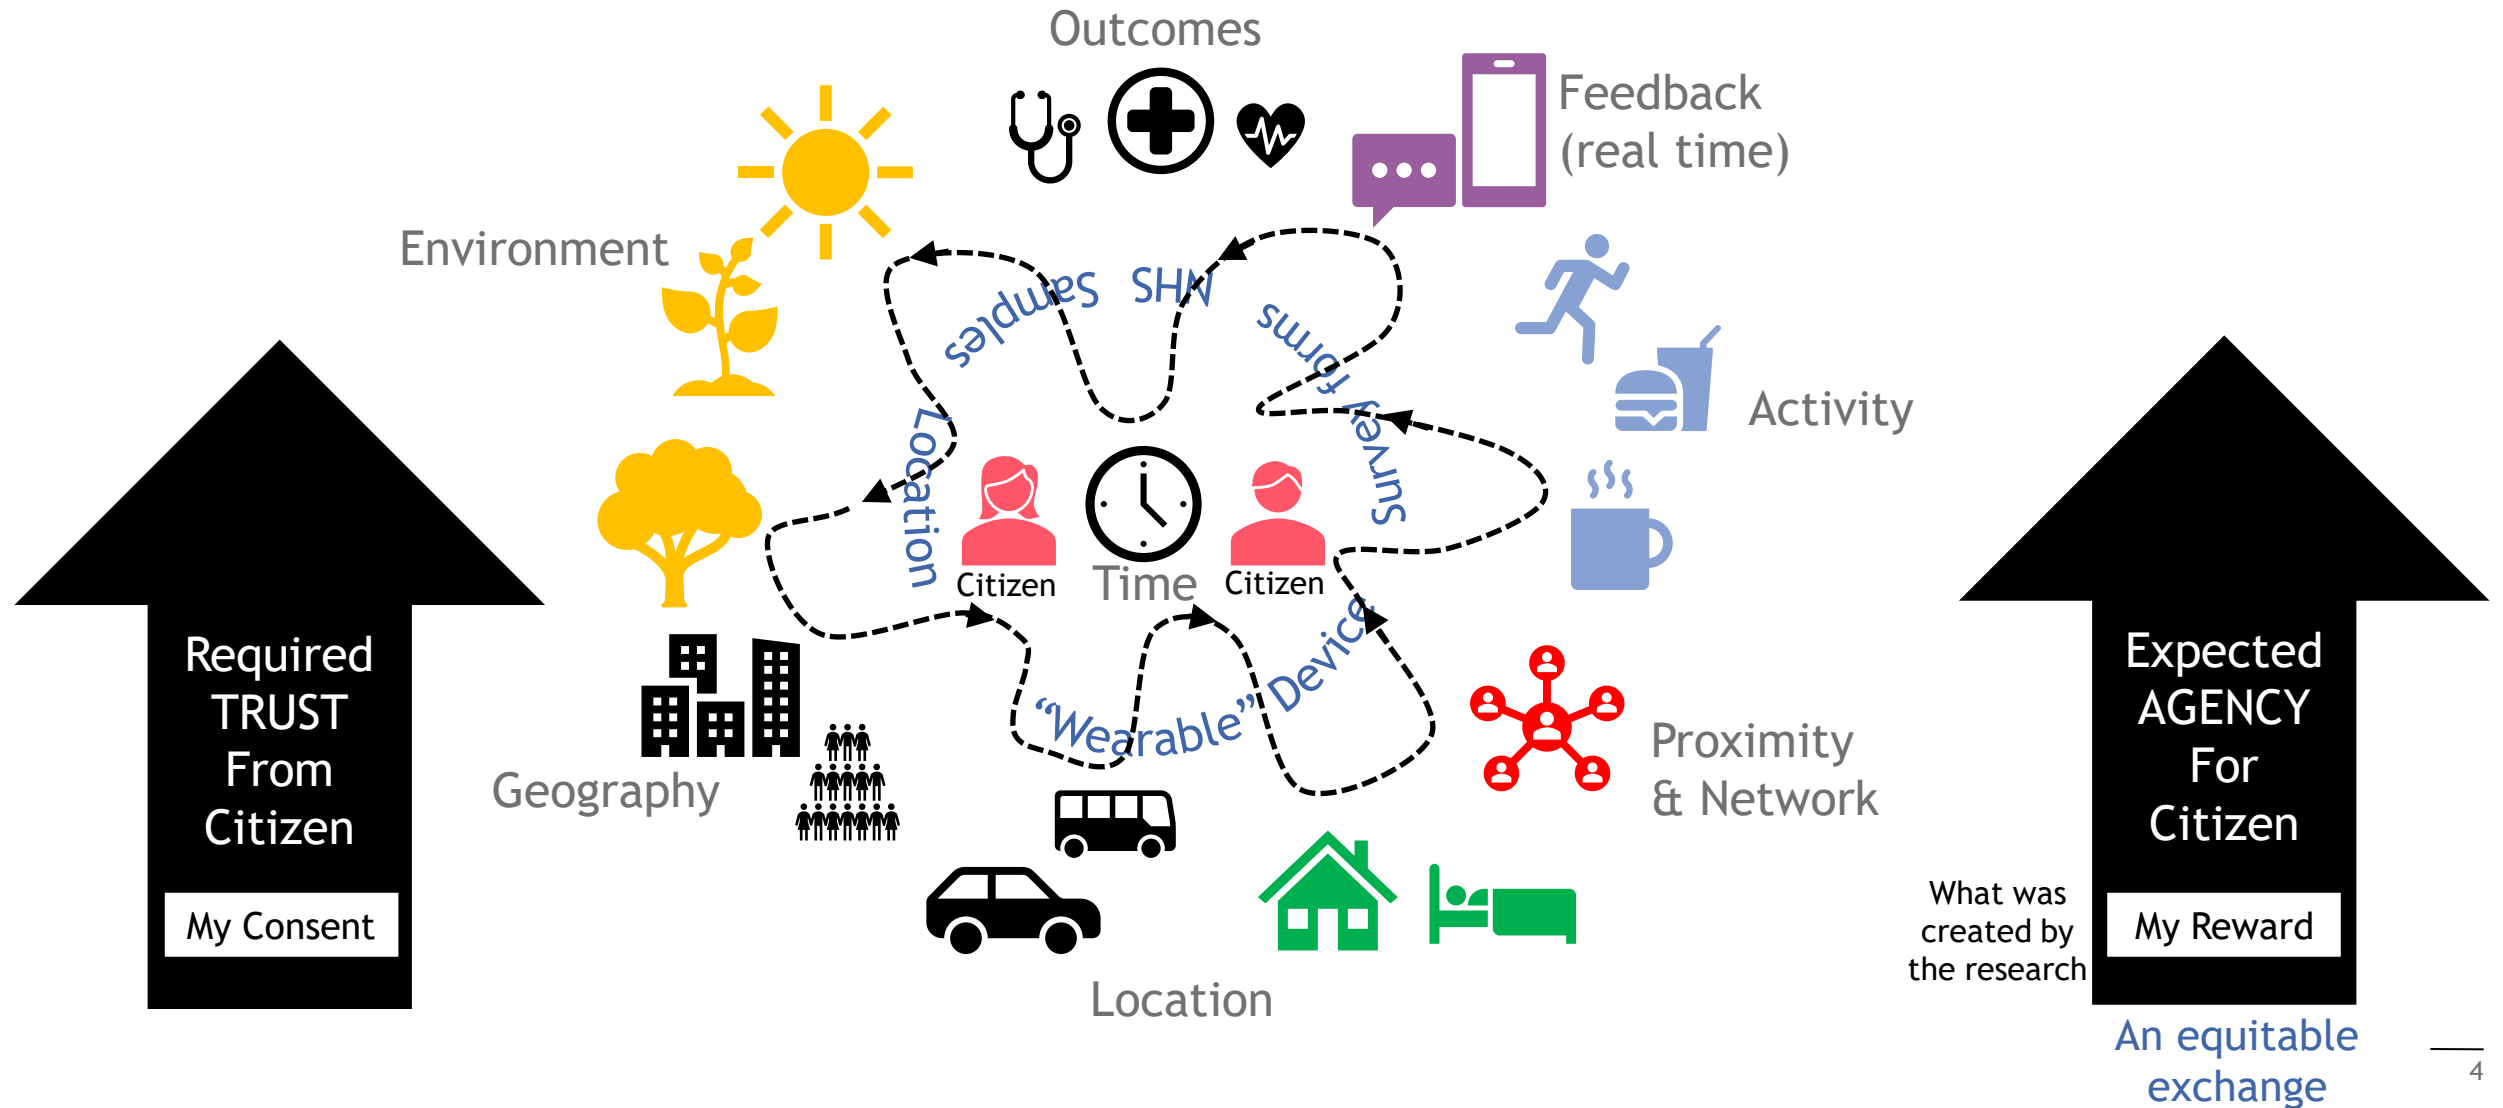 Outcomes
Feedback
(real time)
Environment
Activity
Samples
NHS
Survey forms
Location
“Wearable” Device
Citizen
Time
Citizen
Required
TRUST
From
Citizen
My Consent
Geography
Proximity
& Network
Location
Expected
AGENCY
For
Citizen
What was
created by
the research
My Reward
An equitable
exchange
4